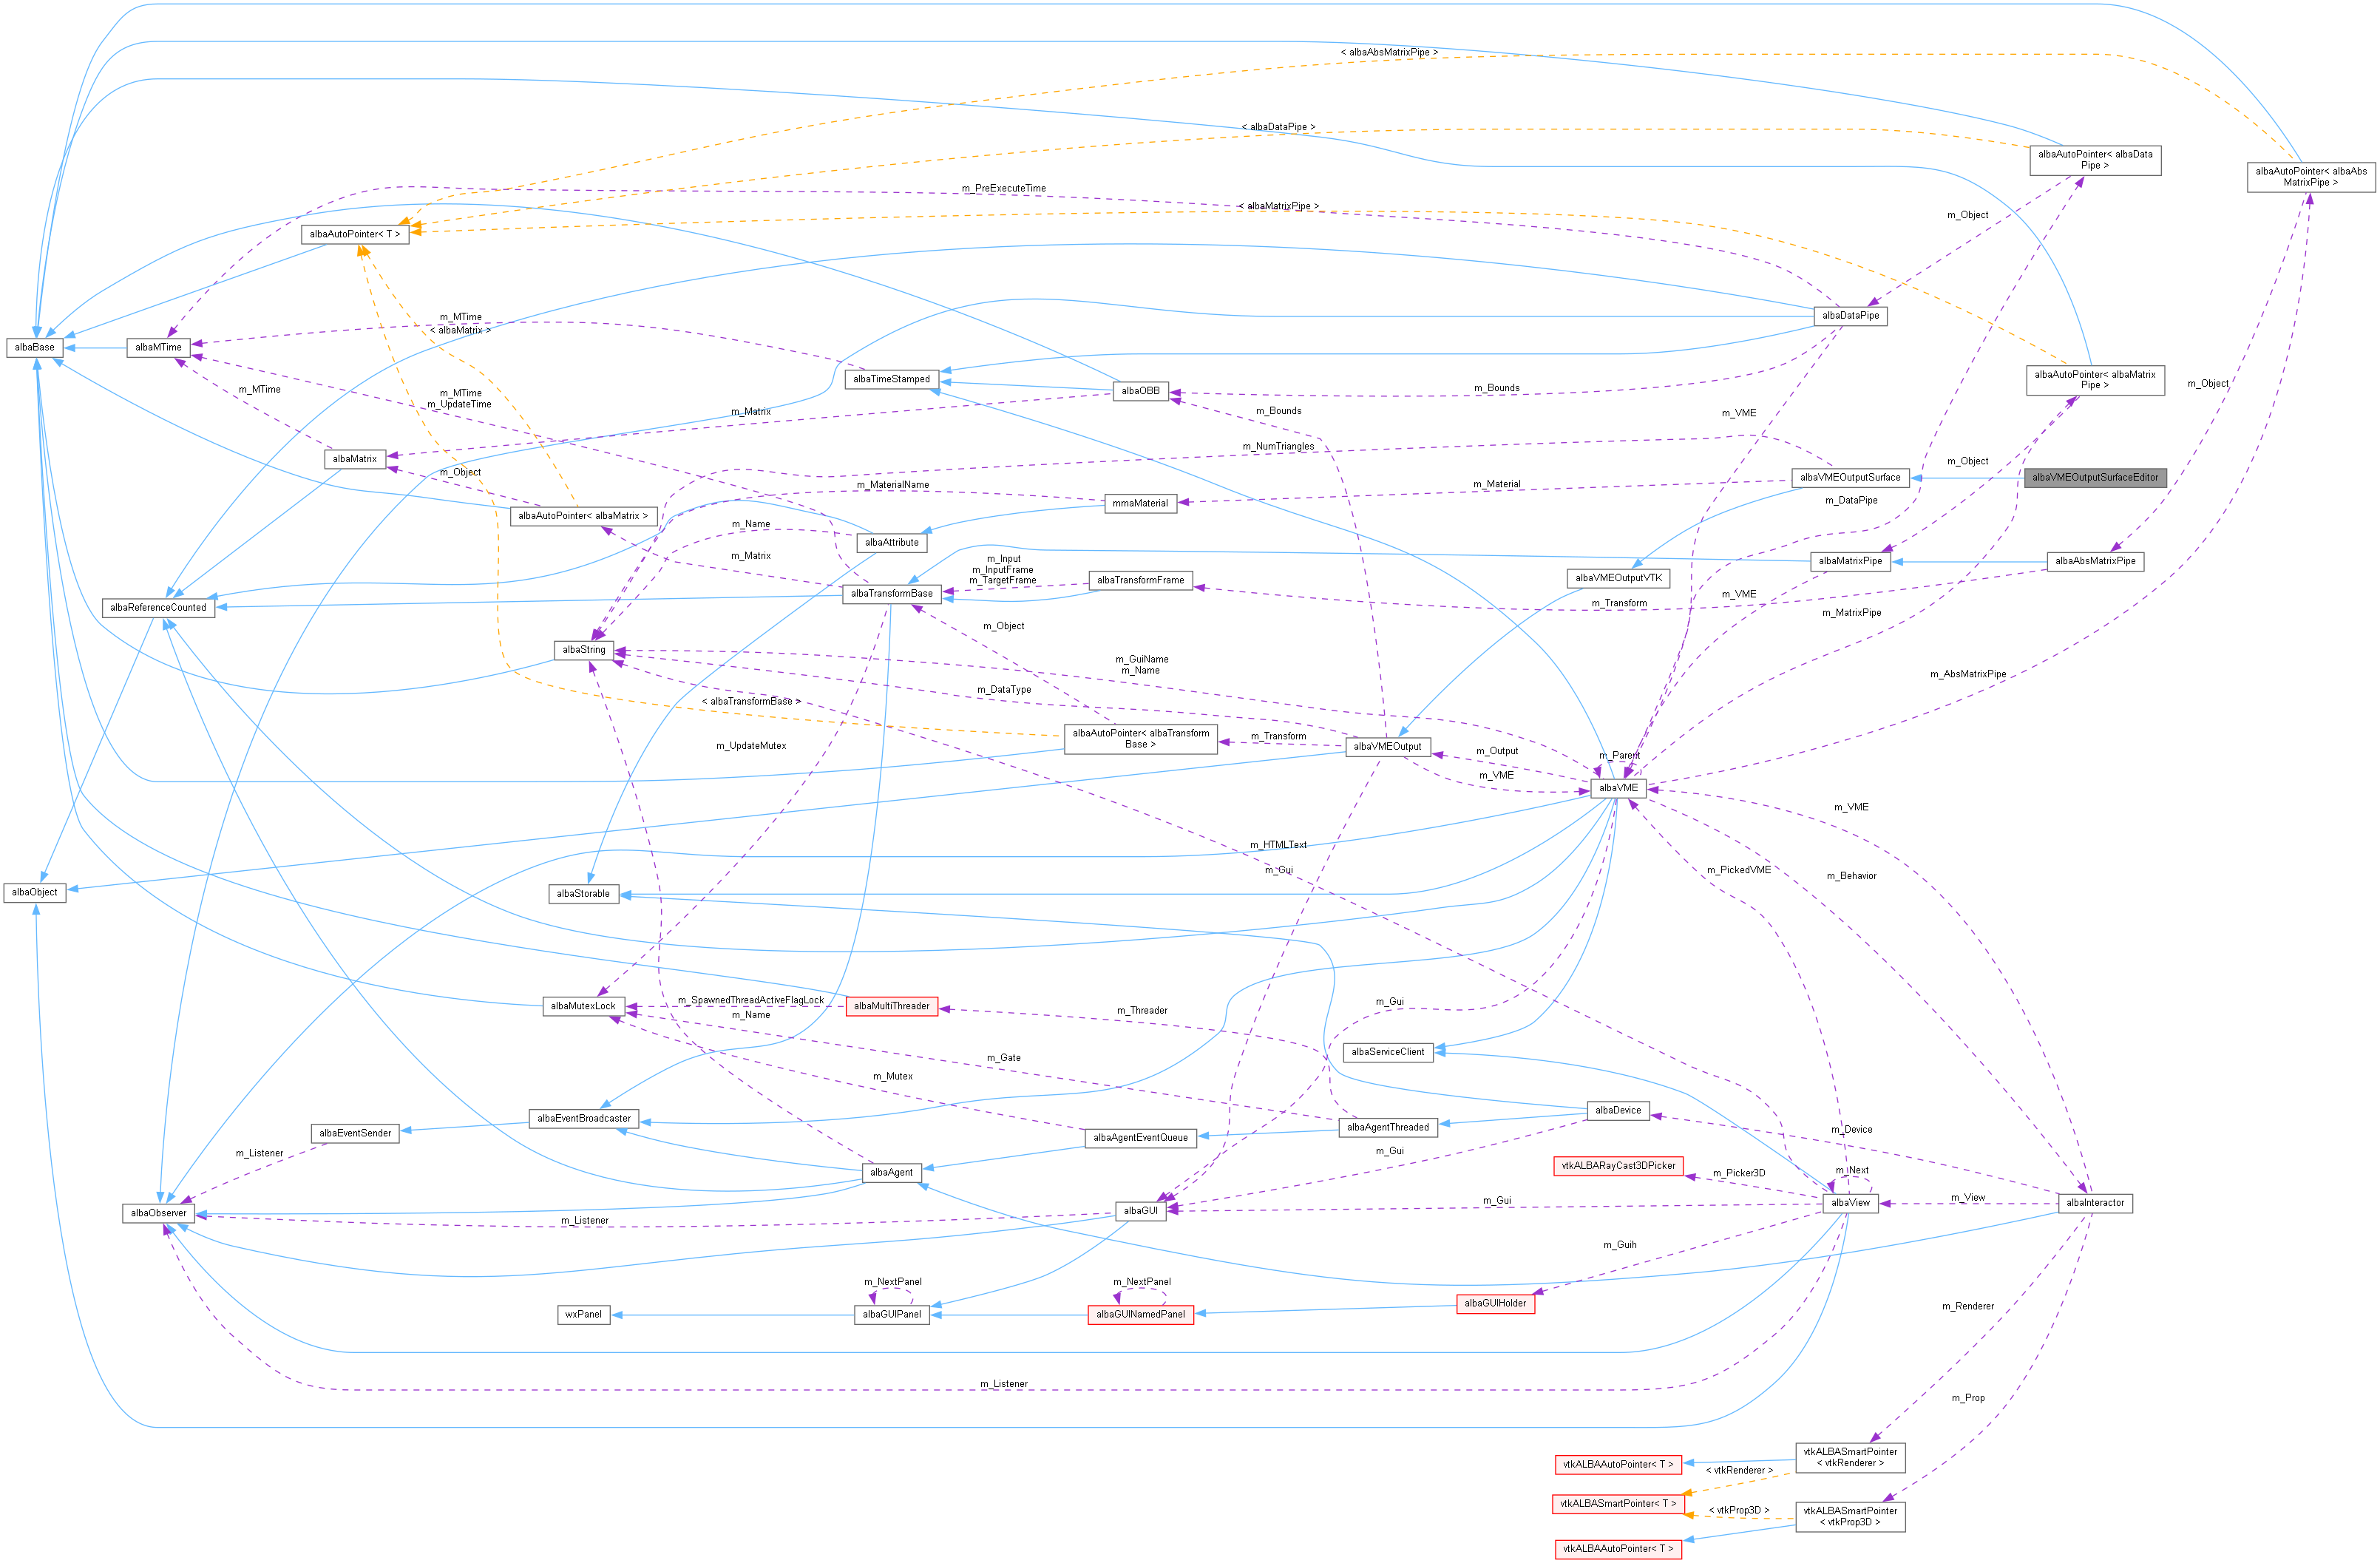 < albaAbsMatrixPipe >
< albaDataPipe >
albaAutoPointer< albaData
Pipe >
albaAutoPointer< albaAbs
MatrixPipe >
m_PreExecuteTime
< albaMatrixPipe >
m_Object
albaAutoPointer< T >
albaDataPipe
m_MTime
< albaMatrix >
albaBase
albaMTime
albaTimeStamped
m_MTime
m_MTime
m_UpdateTime
albaOBB
m_Bounds
albaAutoPointer< albaMatrix
Pipe >
m_Object
m_Matrix
m_Bounds
m_VME
m_NumTriangles
albaMatrix
m_Object
m_Object
m_MaterialName
m_Material
albaVMEOutputSurface
albaVMEOutputSurfaceEditor
mmaMaterial
m_DataPipe
albaAutoPointer< albaMatrix >
m_Name
albaAttribute
m_Matrix
m_Input
m_InputFrame
m_TargetFrame
albaTransformFrame
albaVMEOutputVTK
albaMatrixPipe
albaAbsMatrixPipe
albaReferenceCounted
albaTransformBase
m_VME
m_Transform
m_MatrixPipe
albaString
m_Object
m_GuiName
m_Name
m_AbsMatrixPipe
m_DataType
< albaTransformBase >
albaAutoPointer< albaTransform
Base >
m_Transform
albaVMEOutput
m_Output
m_Parent
m_UpdateMutex
m_VME
albaVME
m_VME
m_HTMLText
m_Gui
m_PickedVME
m_Behavior
albaObject
albaStorable
albaMutexLock
m_SpawnedThreadActiveFlagLock
m_Name
albaMultiThreader
m_Threader
m_Gui
albaServiceClient
m_Gate
m_Mutex
albaEventBroadcaster
albaEventSender
albaAgentEventQueue
albaAgentThreaded
albaDevice
m_Device
m_Listener
m_Gui
albaAgent
vtkALBARayCast3DPicker
m_Picker3D
m_Next
albaObserver
m_Listener
albaGUI
m_Gui
albaView
m_View
albaInteractor
m_Guih
m_NextPanel
m_NextPanel
wxPanel
albaGUIPanel
albaGUINamedPanel
albaGUIHolder
m_Renderer
m_Listener
m_Prop
vtkALBAAutoPointer< T >
< vtkRenderer >
vtkALBASmartPointer
< vtkRenderer >
vtkALBASmartPointer< T >
< vtkProp3D >
vtkALBASmartPointer
< vtkProp3D >
vtkALBAAutoPointer< T >